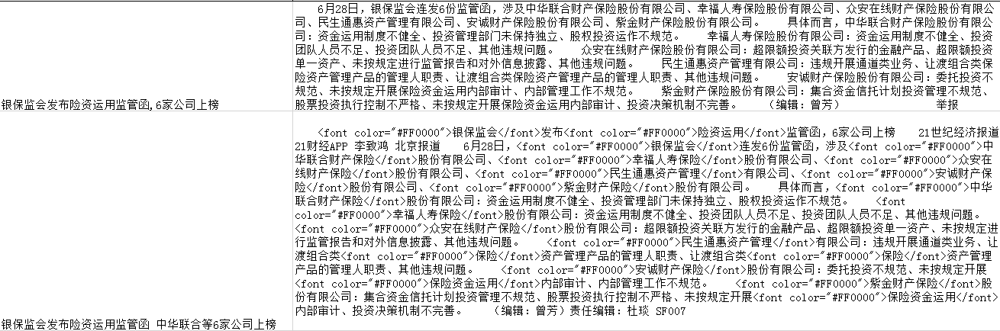 6月28日，银保监会连发6份监管函，涉及中华联合财产保险股份有限公司、幸福人寿保险股份有限公司、众安在线财产保险股份有限公司、民生通惠资产管理有限公司、安诚财产保险股份有限公司、紫金财产保险股份有限公司。 具体而言，中华联合财产保险股份有限公
司：资金运用制度不健全、投资管理部门未保持独立、股权投资运作不规范。 幸福人寿保险股份有限公司：资金运用制度不健全、投资
团队人员不足、投资团队人员不足、其他违规问题。 众安在线财产保险股份有限公司：超限额投资关联方发行的金融产品、超限额投资
单一资产、未按规定进行监管报告和对外信息披露、其他违规问题。 民生通惠资产管理有限公司：违规开展通道类业务、让渡组合类保
险资产管理产品的管理人职责、让渡组合类保险资产管理产品的管理人职责、其他违规问题。 安诚财产保险股份有限公司：委托投资不
规范、未按规定开展保险资金运用内部审计、内部管理工作不规范。 紫金财产保险股份有限公司：集合资金信托计划投资管理不规范、
股票投资执行控制不严格、未按规定开展保险资金运用内部审计、投资决策机制不完善。 （编辑：曾芳） 举报
银保监会发布险资运用监管函,6家公司上榜
<font color="#FF0000">银保监会</font>发布<font color="#FF0000">险资运用</font>监管函，6家公司上榜 21世纪经济报道
21财经APP 李致鸿 北京报道 6月28日，<font color="#FF0000">银保监会</font>连发6份监管函，涉及<font color="#FF0000">中
华联合财产保险</font>股份有限公司、<font color="#FF0000">幸福人寿保险</font>股份有限公司、<font color="#FF0000">众安在
线财产保险</font>股份有限公司、<font color="#FF0000">民生通惠资产管理</font>有限公司、<font color="#FF0000">安诚财产保
险</font>股份有限公司、<font color="#FF0000">紫金财产保险</font>股份有限公司。 具体而言，<font color="#FF0000">中华
联合财产保险</font>股份有限公司：资金运用制度不健全、投资管理部门未保持独立、股权投资运作不规范。 <font
color="#FF0000">幸福人寿保险</font>股份有限公司：资金运用制度不健全、投资团队人员不足、投资团队人员不足、其他违规问题。
<font color="#FF0000">众安在线财产保险</font>股份有限公司：超限额投资关联方发行的金融产品、超限额投资单一资产、未按规定进
行监管报告和对外信息披露、其他违规问题。 <font color="#FF0000">民生通惠资产管理</font>有限公司：违规开展通道类业务、让
渡组合类<font color="#FF0000">保险</font>资产管理产品的管理人职责、让渡组合类<font color="#FF0000">保险</font>资产管理
产品的管理人职责、其他违规问题。 <font color="#FF0000">安诚财产保险</font>股份有限公司：委托投资不规范、未按规定开展
<font color="#FF0000">保险资金运用</font>内部审计、内部管理工作不规范。 <font color="#FF0000">紫金财产保险</font>股
份有限公司：集合资金信托计划投资管理不规范、股票投资执行控制不严格、未按规定开展<font color="#FF0000">保险资金运用</font>
内部审计、投资决策机制不完善。 （编辑：曾芳）责任编辑：杜琰 SF007
银保监会发布险资运用监管函 中华联合等6家公司上榜